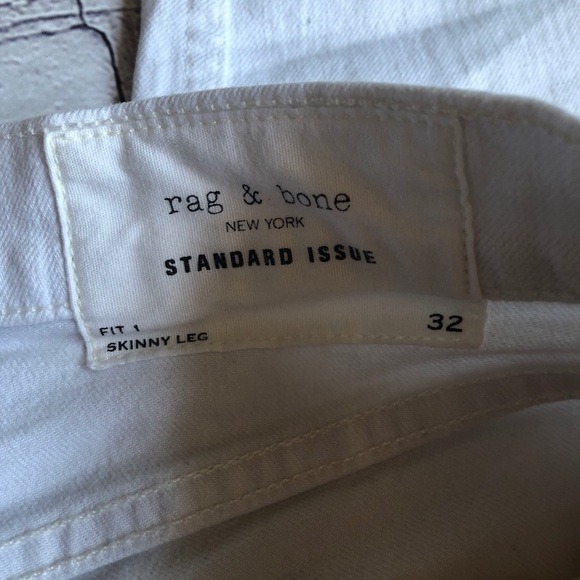 rag & bone
NEW YORK
STANDARD ISSUE
FIT 1
SKINNY LEG
32